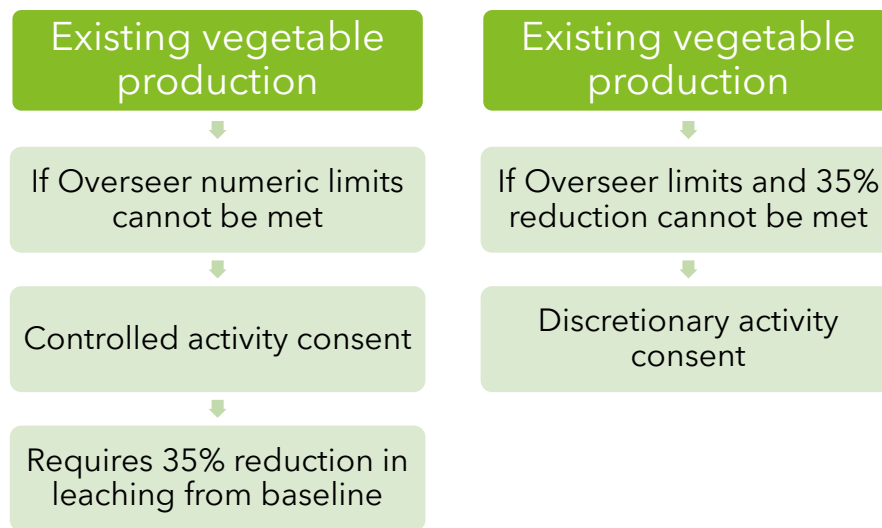 Existing vegetable
production
If Overseer numeric limits
cannot be met
Controlled activity consent
Requires 35% reduction in
leaching from baseline
Existing vegetable
production
If Overseer limits and 35%
reduction cannot be met
Discretionary activity
consent